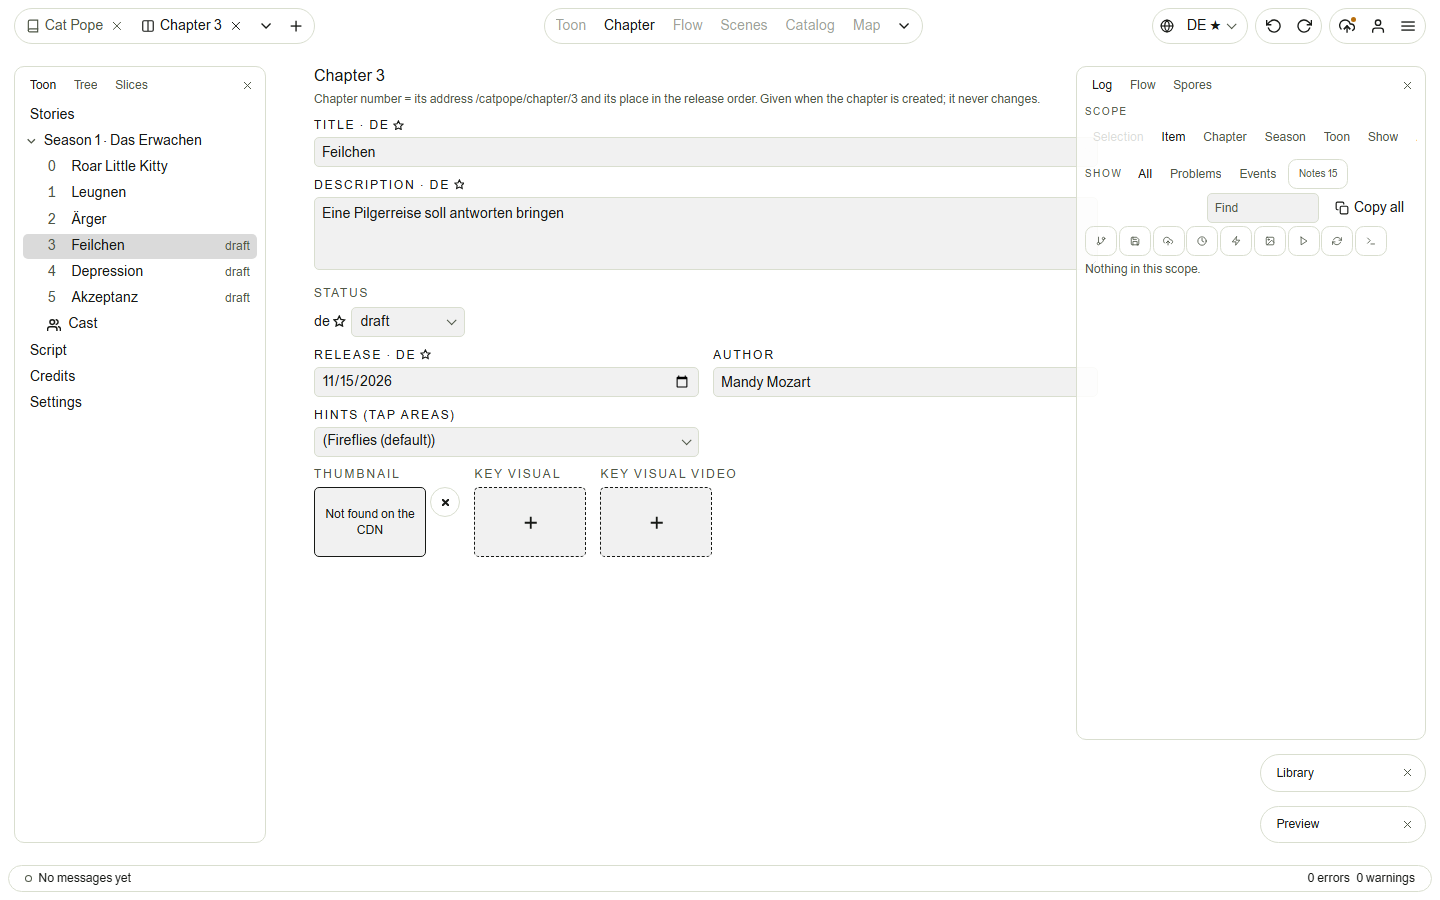 Cat Pope
Chapter 3
Toon Chapter Flow Scenes Catalog Map
DE ★
Toon Tree Slices
Stories
Season 1 · Das Erwachen
0 Roar Little Kitty
1 Leugnen
2 Ärger
3 Feilchen draft
4 Depression draft
5 Akzeptanz draft
Cast
Script
Credits
Settings
Chapter 3
Chapter number = its address /catpope/chapter/3 and its place in the release order. Given when the chapter is created; it never changes.
TITLE · DE ☆
Feilchen
DESCRIPTION · DE ☆
Eine Pilgerreise soll antworten bringen
STATUS
de ☆ draft
RELEASE · DE ☆ AUTHOR
11/15/2026 Mandy Mozart
HINTS (TAP AREAS)
(Fireflies (default))
THUMBNAIL KEY VISUAL KEY VISUAL VIDEO
Not found on the
CDN
Log Flow Spores
SCOPE
Selection Item Chapter Season Toon Show
SHOW All Problems Events Notes 15
Find Copy all
Nothing in this scope.
Library
Preview
No messages yet
0 errors 0 warnings